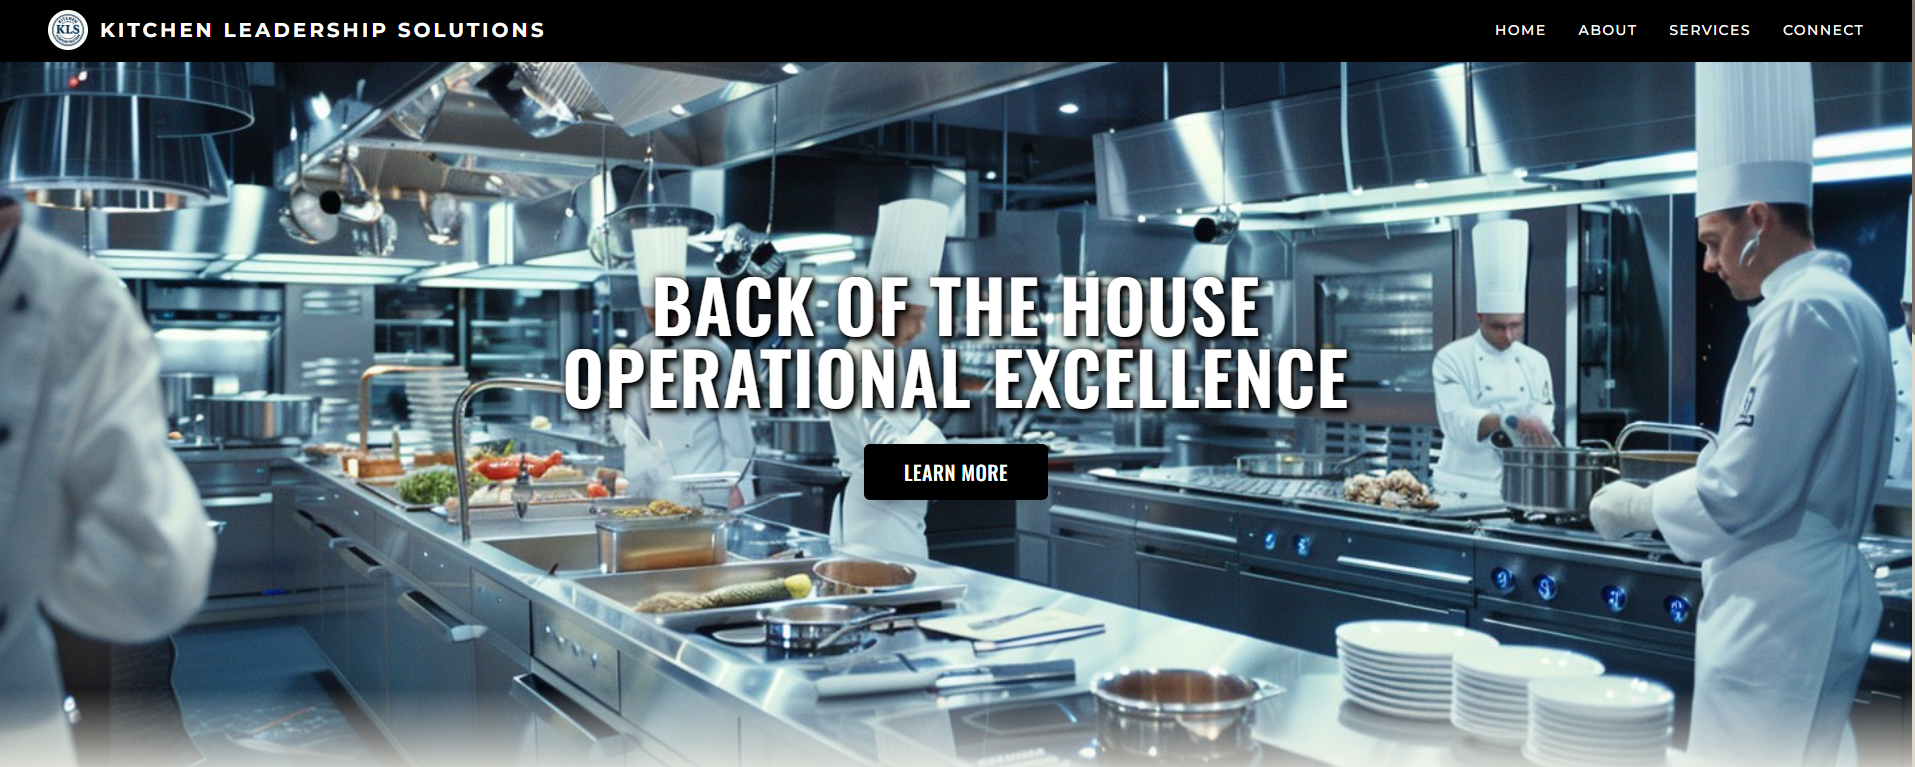 KLS
KITCHEN LEADERSHIP SOLUTIONS
HOME
ABOUT
SERVICES
CONNECT
BACK OF THE HOUSE
OPERATIONAL EXCELLENCE
LEARN MORE